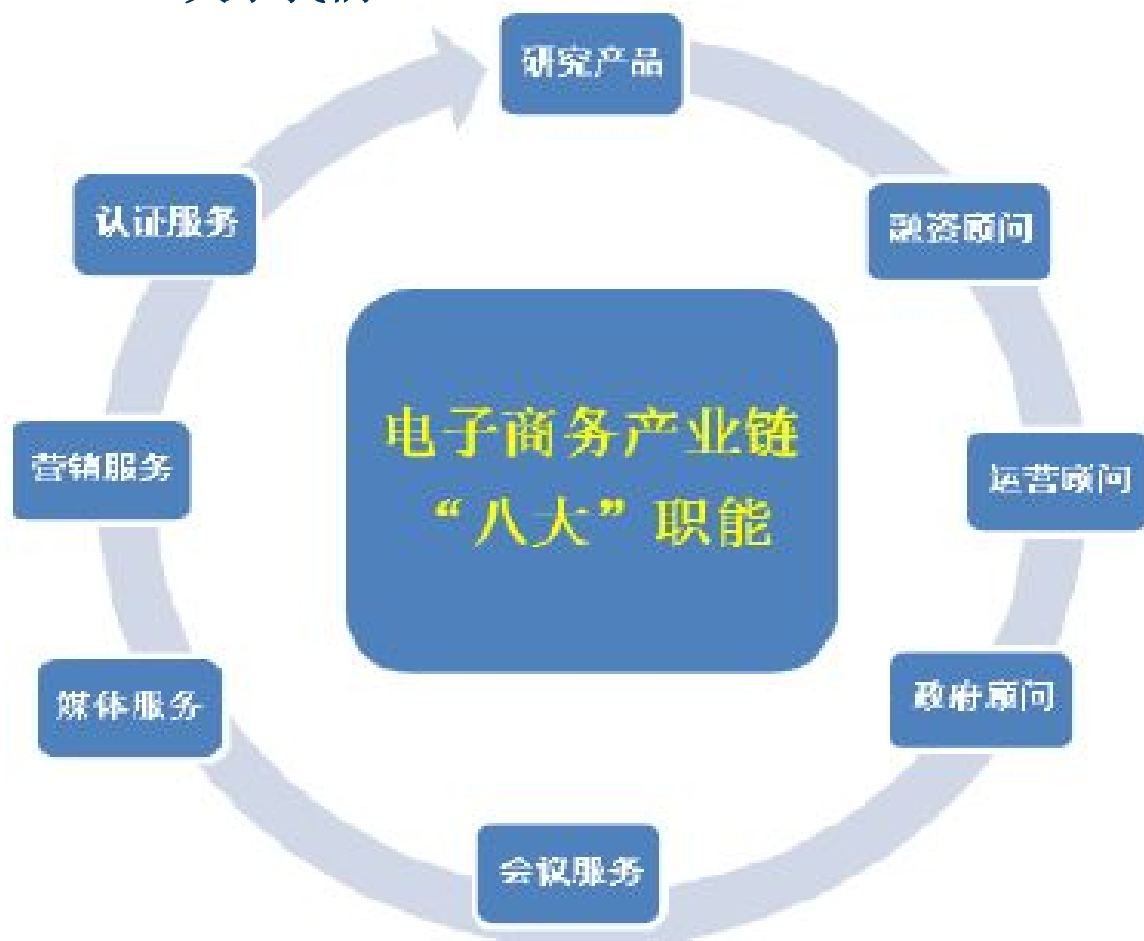 研究产品
融资顾问
运营顾问
政府顾问
会议服务
媒体服务
营销服务
认证服务
电子商务产业链
“八大”职能